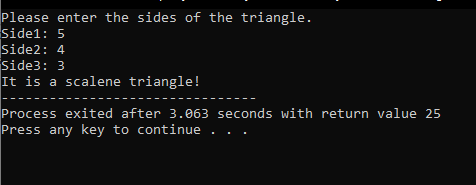 Please enter the sides of the triangle.
Side1: 5
Side2: 4
Side3: 3
It is a scalene triangle!
--------------------------------
Process exited after 3.063 seconds with return value 25
Press any key to continue . . .